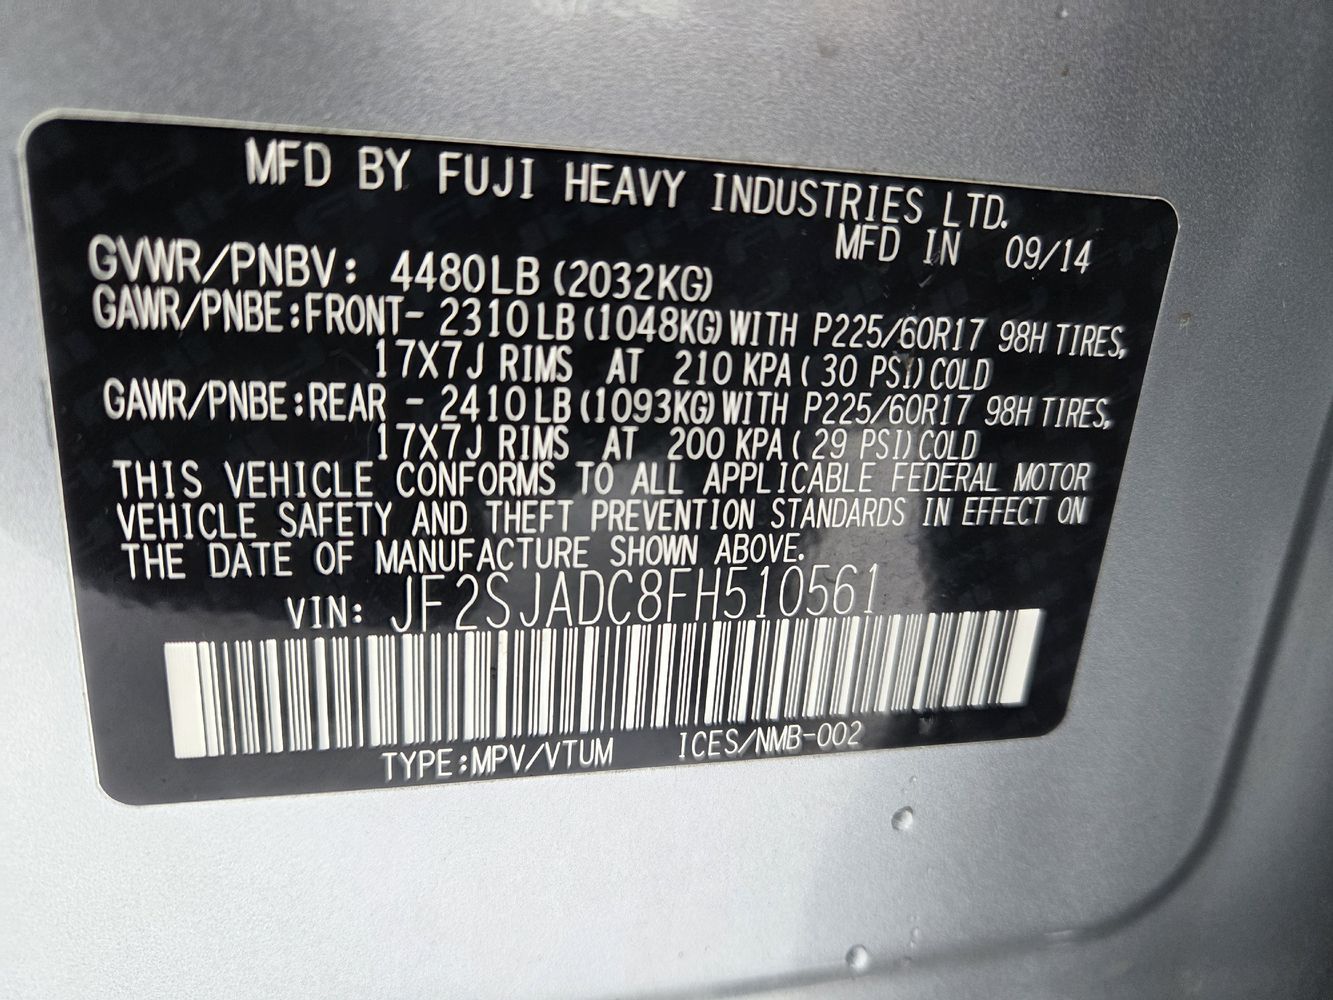 MFD BY FUJI HEAVY INDUSTRIES LTD.
MFD IN 09/14
GVWR/PNBV: 4480LB (2032KG)
GAWR/PNBE:FRONT- 2310LB(1048KG)WITH P225/60R17 98H TIRES,
17X7J RIMS AT 210 KPA( 30 PSI)COLD
GAWR/PNBE:REAR - 2410LB(1093KG)WITH P225/60R17 98H TIRES,
17X7J RIMS AT 200 KPA( 29 PSI)COLD
THIS VEHICLE CONFORMS TO ALL APPLICABLE FEDERAL MOTOR
VEHICLE SAFETY AND THEFT PREVENTION STANDARDS IN EFFECT ON
THE DATE OF MANUFACTURE SHOWN ABOVE.
VIN: JF2SJADC8FH510561
TYPE:MPV/VTUM ICES/NMB-002